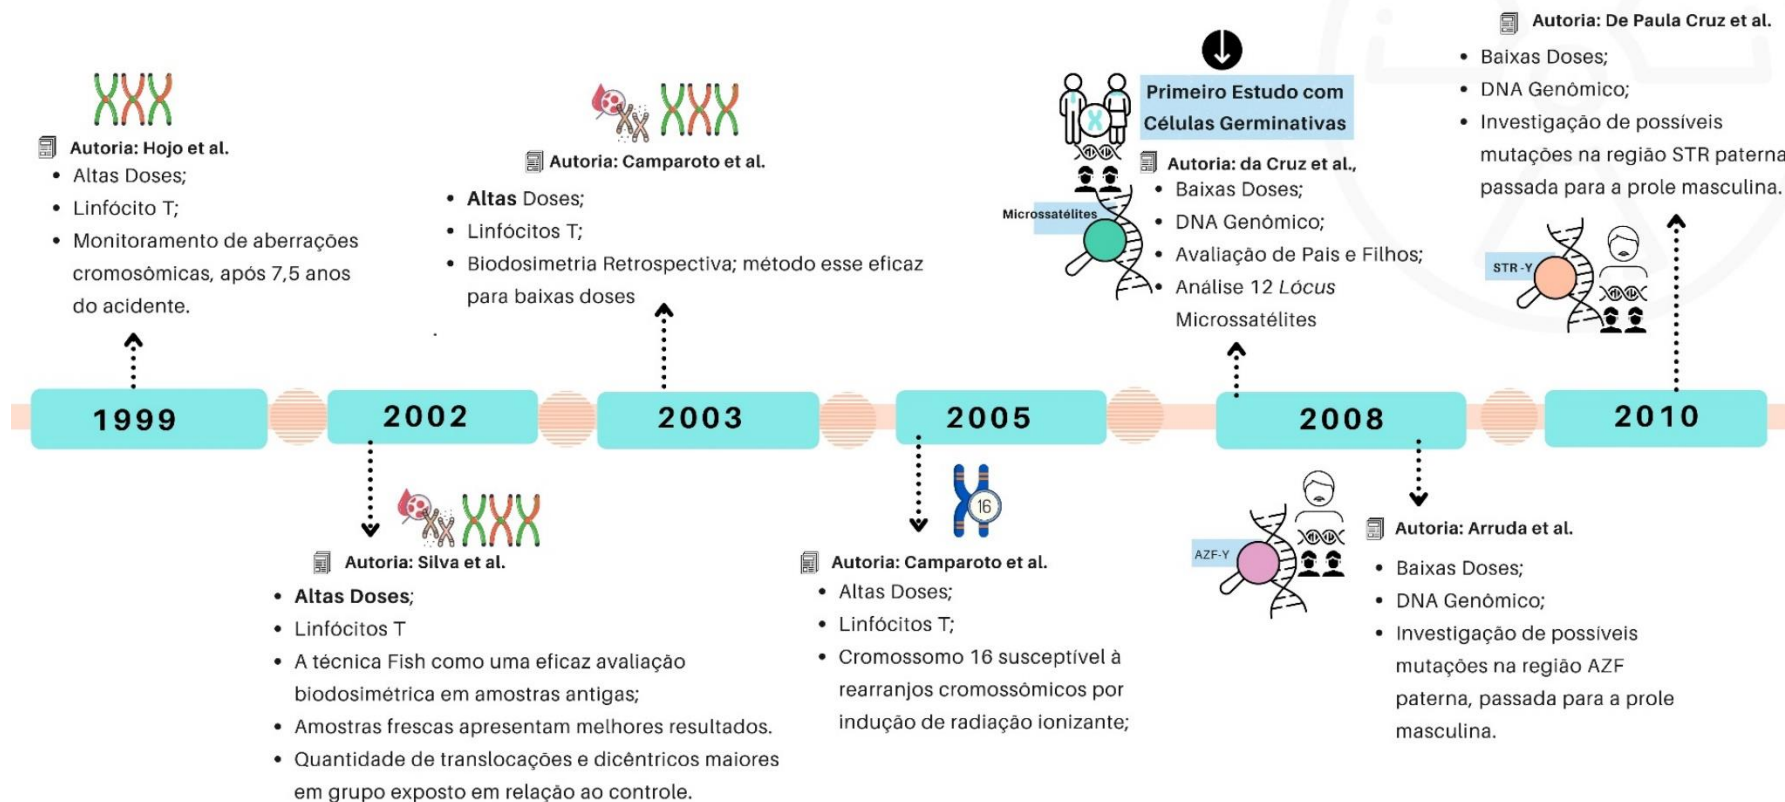 Autoria: Hojo et al.
• Altas Doses;
• Linfócito T;
• Monitoramento de aberrações
cromosômicas, após 7,5 anos
do acidente.
Autoria: Camparoto et al.
• Altas Doses;
• Linfócitos T;
• Biodosimetria Retrospectiva; método esse eficaz
para baixas doses
Primeiro Estudo com
Células Germinativas
Autoria: da Cruz et al.,
• Baixas Doses;
• DNA Genômico;
• Avaliação de Pais e Filhos;
• Análise 12 Lócus
Microssatélites
Microssatélites
Autoria: De Paula Cruz et al.
• Baixas Doses;
• DNA Genômico;
• Investigação de possíveis
mutações na região STR paterna
passada para a prole masculina.
STR -Y
1999
2002
2003
2005
2008
2010
Autoria: Silva et al.
• Altas Doses;
• Linfócitos T
• A técnica Fish como uma eficaz avaliação
biodosimétrica em amostras antigas;
• Amostras frescas apresentam melhores resultados.
• Quantidade de translocações e dicêntricos maiores
em grupo exposto em relação ao controle.
16
Autoria: Camparoto et al.
• Altas Doses;
• Linfócitos T;
• Cromossomo 16 susceptível à
rearranjos cromossômicos por
indução de radiação ionizante;
AZF-Y
Autoria: Arruda et al.
• Baixas Doses;
• DNA Genômico;
• Investigação de possíveis
mutações na região AZF
paterna, passada para a prole
masculina.